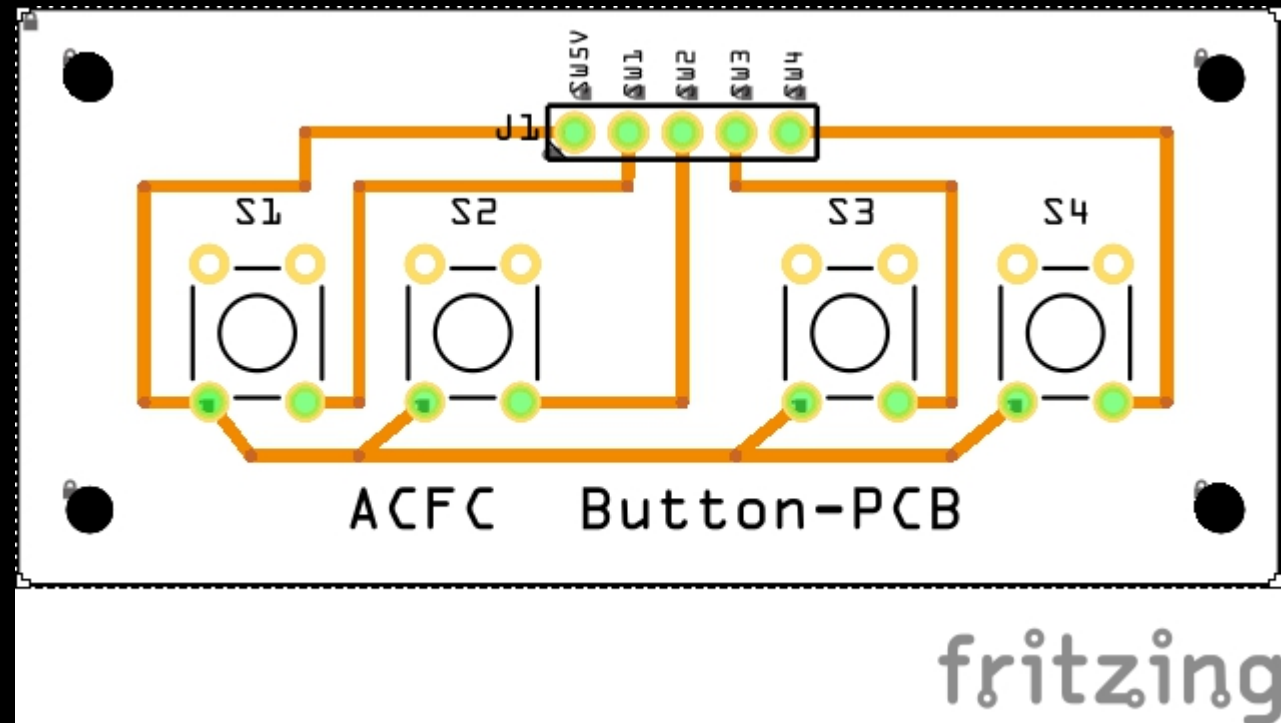 SW5V SW1 SW2 SW3 SW4
J1
S1 S2 S3 S4
ACFC Button-PCB
fritzing